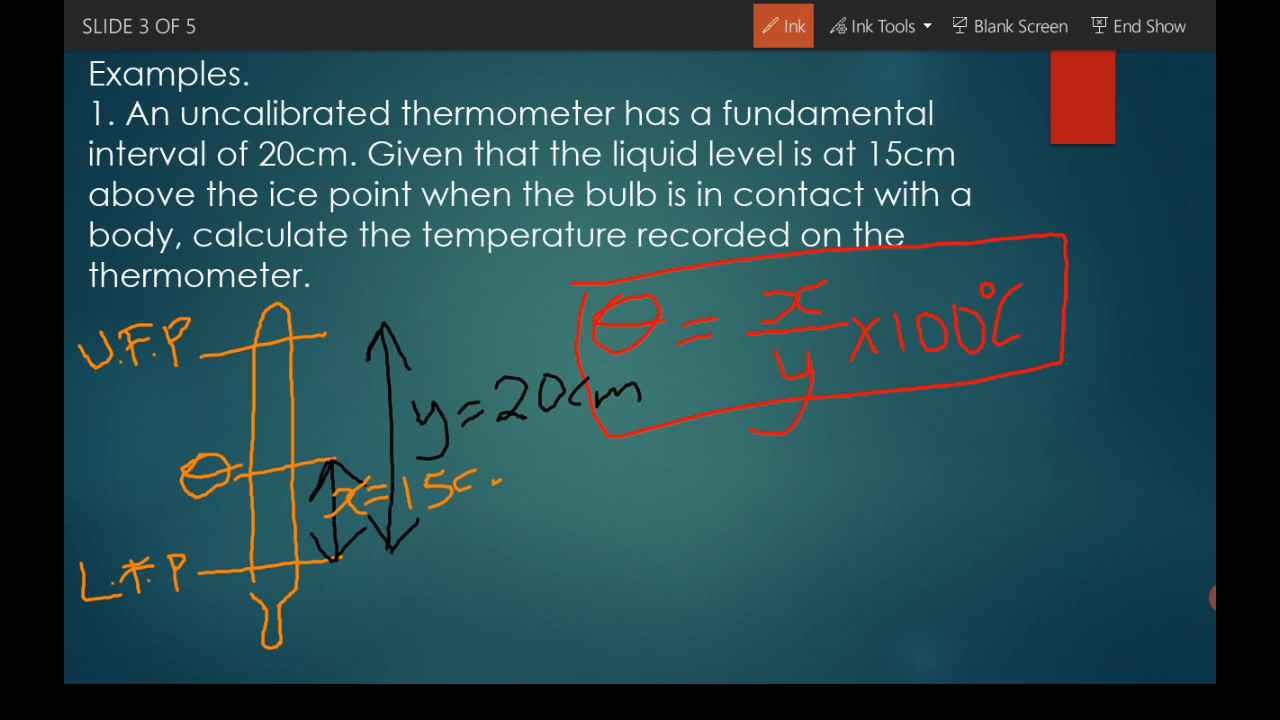 SLIDE 3 OF 5
Ink
Ink Tools
Blank Screen
End Show
Examples.
1. An uncalibrated thermometer has a fundamental
interval of 20cm. Given that the liquid level is at 15cm
above the ice point when the bulb is in contact with a
body, calculate the temperature recorded on the
thermometer.
θ = x/y × 100°C
U.F.P
y = 20cm
θ
x = 15c
L.F.P